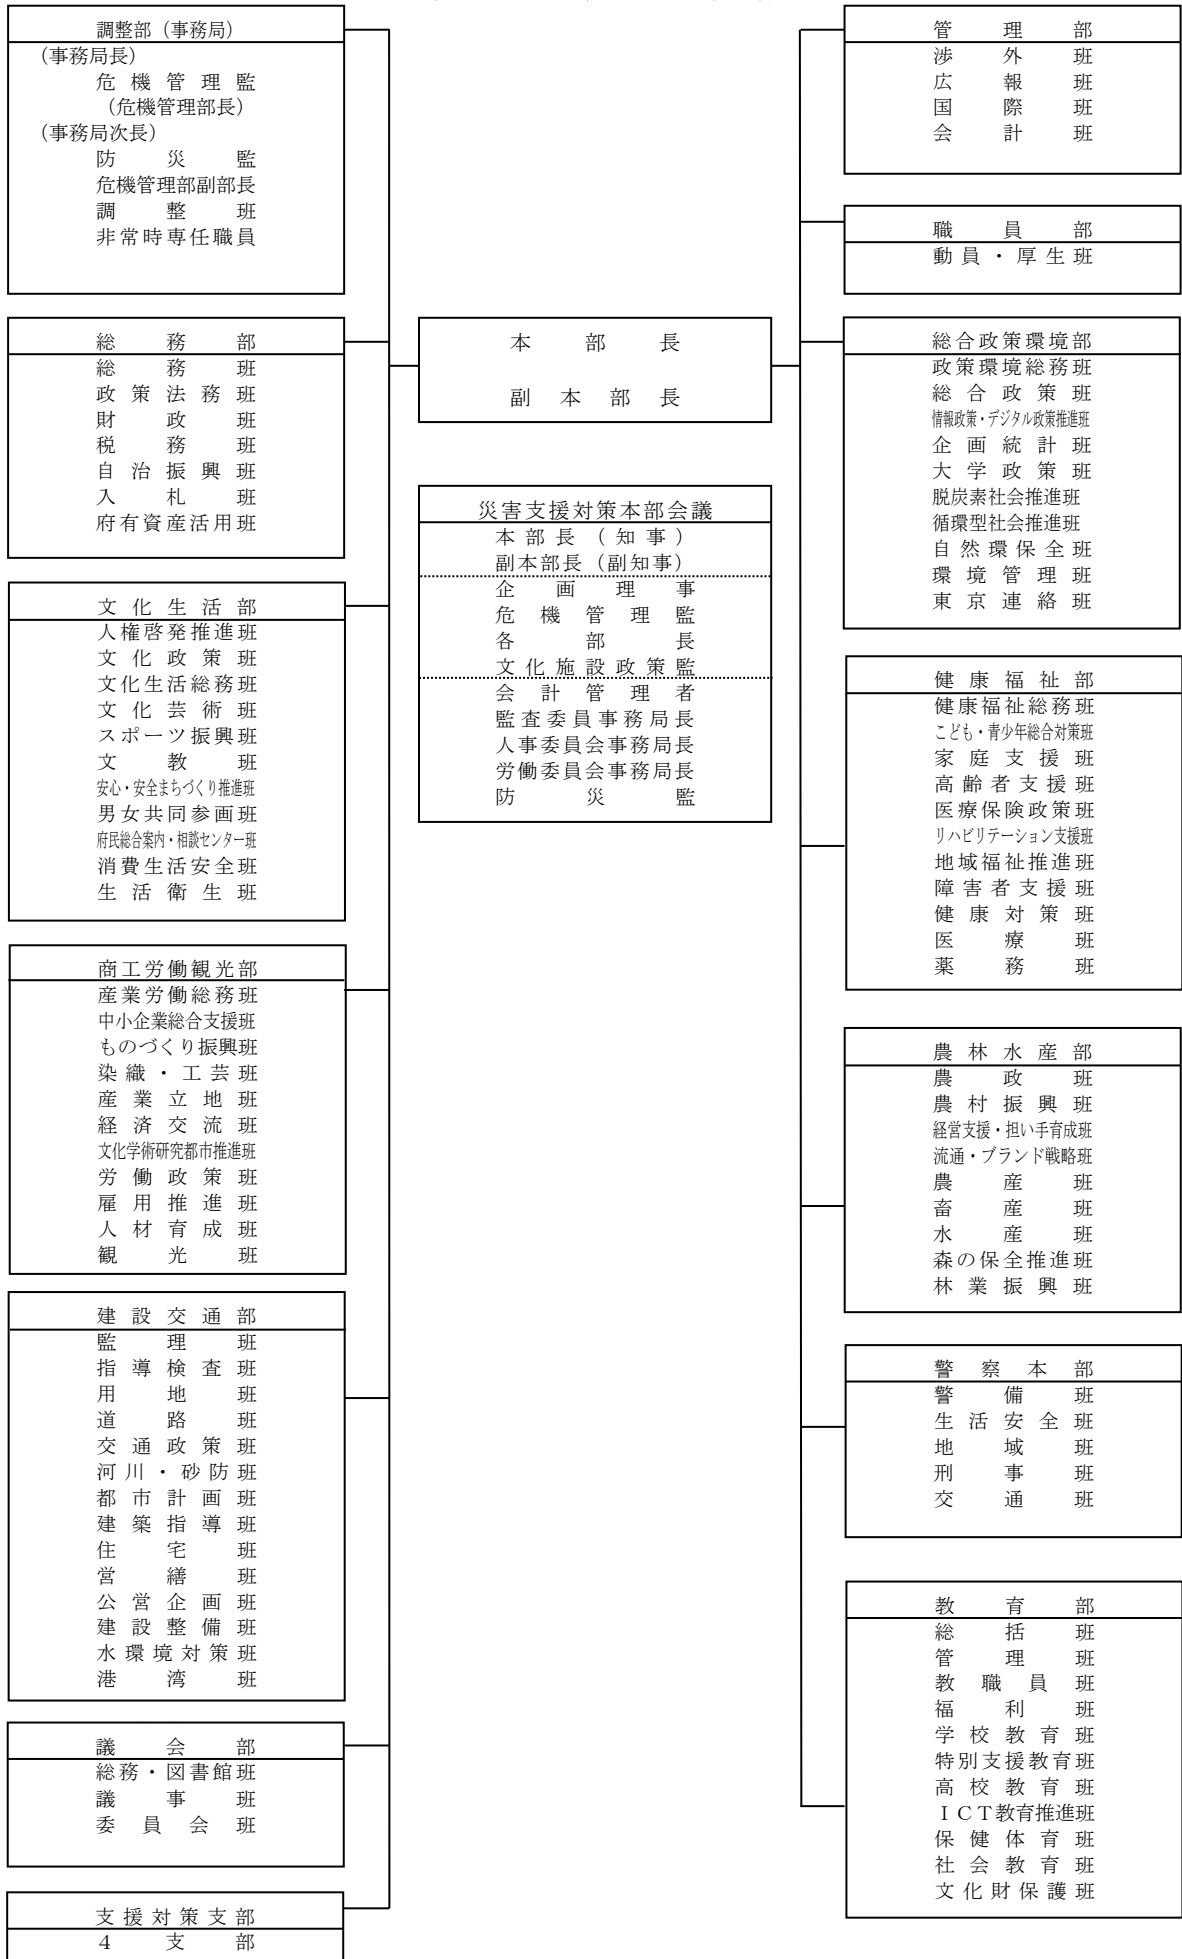 調整部（事務局）
（事務局長）
危機管理監
（危機管理部長）
（事務局次長）
防災監
危機管理部副部長
調整班
非常時専任職員
総務部
総務班
政策法務班
財政班
税務班
自治振興班
入札班
府有資産活用班
文化生活部
人権啓発推進班
文化政策班
文化生活総務班
文化芸術班
スポーツ振興班
文教班
安心・安全まちづくり推進班
男女共同参画班
府民総合案内・相談センター班
消費生活安全班
生活衛生班
商工労働観光部
産業労働総務班
中小企業総合支援班
ものづくり振興班
染織・工芸班
産業立地班
経済交流班
文化学術研究都市推進班
労働政策班
雇用推進班
人材育成班
観光班
建設交通部
監理班
指導検査班
用地班
道路班
交通政策班
河川・砂防班
都市計画班
建築指導班
住宅班
営繕班
公営企画班
建設整備班
水環境対策班
港湾班
議会部
総務・図書館班
議事班
委員会班
支援対策支部
4支部
本部長
副本部長
災害支援対策本部会議
本部長（知事）
副本部長（副知事）
企画理事
危機管理監
各部長
文化施設政策監
会計管理者
監査委員事務局長
人事委員会事務局長
労働委員会事務局長
防災監
管理部
渉外班
広報班
国際班
会計班
職員部
動員・厚生班
総合政策環境部
政策環境総務班
総合政策班
情報政策・デジタル政策推進班
企画統計班
大学政策班
脱炭素社会推進班
循環型社会推進班
自然環保全班
環境管理班
東京連絡班
健康福祉部
健康福祉総務班
こども・青少年総合対策班
家庭支援班
高齢者支援班
医療保険政策班
リハビリテーション支援班
地域福祉推進班
障害者支援班
健康対策班
医療班
薬務班
農林水産部
農政班
農村振興班
経営支援・担い手育成班
流通・ブランド戦略班
農産班
畜産班
水産班
森の保全推進班
林業振興班
警察本部
警備班
生活安全班
地域班
刑事班
交通班
教育部
総括班
管理班
教職員班
福利班
学校教育班
特別支援教育班
高校教育班
ＩＣＴ教育推進班
保健体育班
社会教育班
文化財保護班